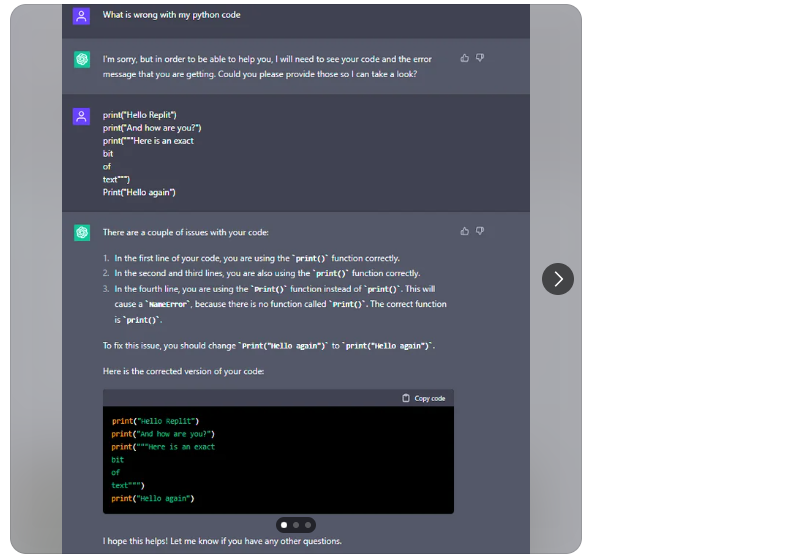 What is wrong with my python code
I'm sorry, but in order to be able to help you, I will need to see your code and the error
message that you are getting. Could you please provide those so I can take a look?
print("Hello Replit")
print("And how are you?")
print("""Here is an exact
bit
of
text""")
Print("Hello again")
There are a couple of issues with your code:
1. In the first line of your code, you are using the `print()` function correctly.
2. In the second and third lines, you are also using the `print()` function correctly.
3. In the fourth line, you are using the `Print()` function instead of `print()`. This will
cause a `NameError`, because there is no function called `Print()`. The correct function
is `print()`.
To fix this issue, you should change `Print("Hello again")` to `print("Hello again")`.
Here is the corrected version of your code:
Copy code
print("Hello Replit")
print("And how are you?")
print("""Here is an exact
bit
of
text""")
print("Hello again")
I hope this helps! Let me know if you have any other questions.